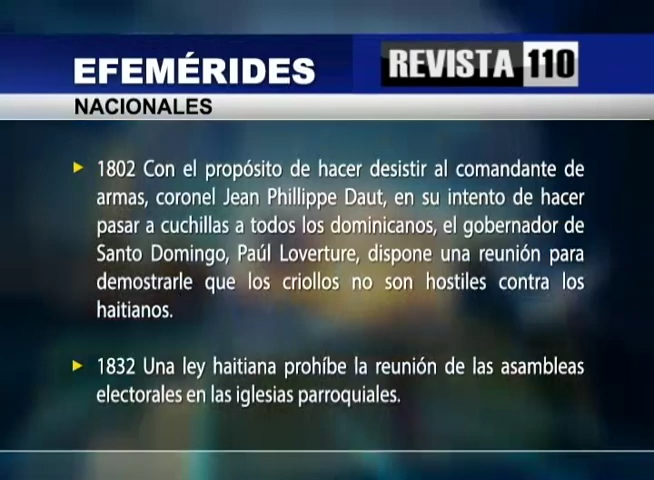 EFEMÉRIDES
REVISTA 110
NACIONALES
1802 Con el propósito de hacer desistir al comandante de
armas, coronel Jean Phillippe Daut, en su intento de hacer
pasar a cuchillas a todos los dominicanos, el gobernador de
Santo Domingo, Paúl Loverture, dispone una reunión para
demostrarle que los criollos no son hostiles contra los
haitianos.
1832 Una ley haitiana prohíbe la reunión de las asambleas
electorales en las iglesias parroquiales.